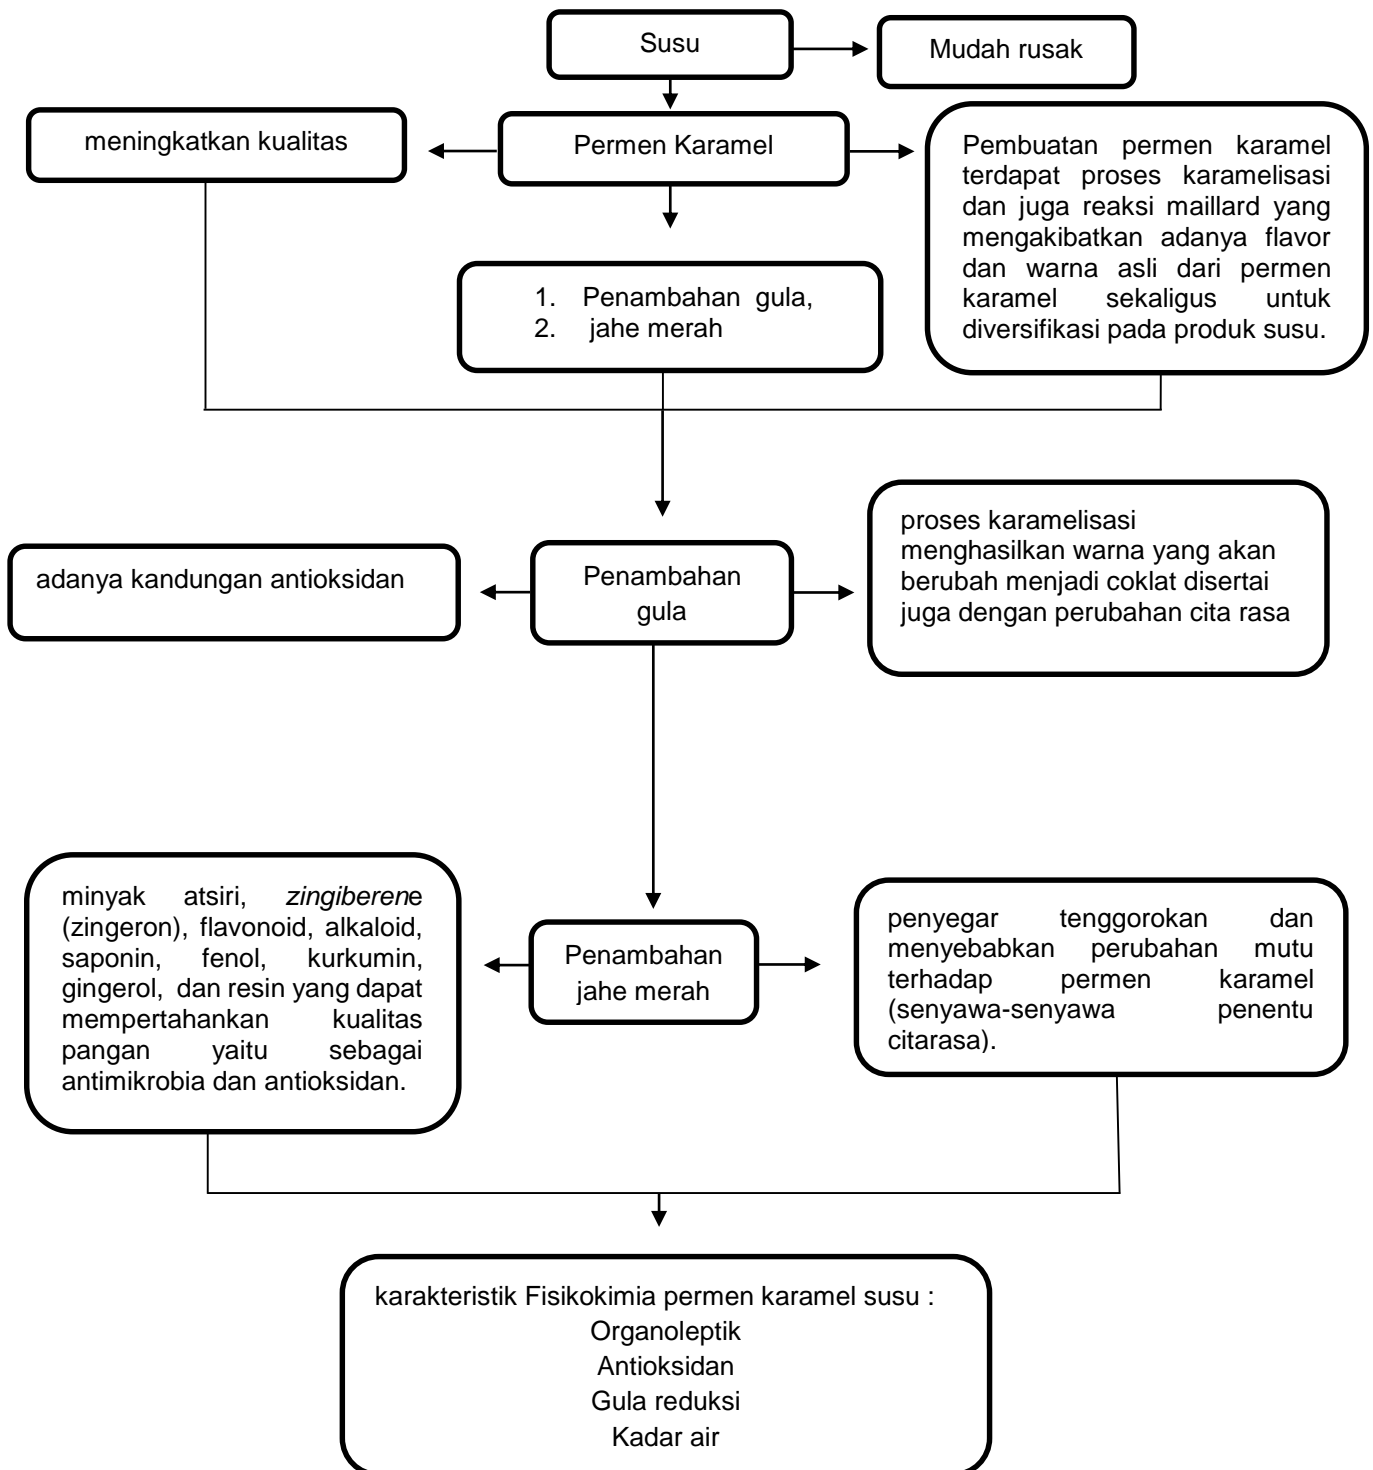 Susu
Mudah rusak
meningkatkan kualitas
Permen Karamel
Pembuatan permen karamel
terdapat proses karamelisasi
dan juga reaksi maillard yang
mengakibatkan adanya flavor
dan warna asli dari permen
karamel sekaligus untuk
diversifikasi pada produk susu.
1. Penambahan gula,
2. jahe merah
adanya kandungan antioksidan
Penambahan
gula
proses karamelisasi
menghasilkan warna yang akan
berubah menjadi coklat disertai
juga dengan perubahan cita rasa
minyak atsiri, zingiberene
(zingeron), flavonoid, alkaloid,
saponin, fenol, kurkumin,
gingerol, dan resin yang dapat
mempertahankan kualitas
pangan yaitu sebagai
antimikrobia dan antioksidan.
Penambahan
jahe merah
penyegar tenggorokan dan
menyebabkan perubahan mutu
terhadap permen karamel
(senyawa-senyawa penentu
citarasa).
karakteristik Fisikokimia permen karamel susu :
Organoleptik
Antioksidan
Gula reduksi
Kadar air